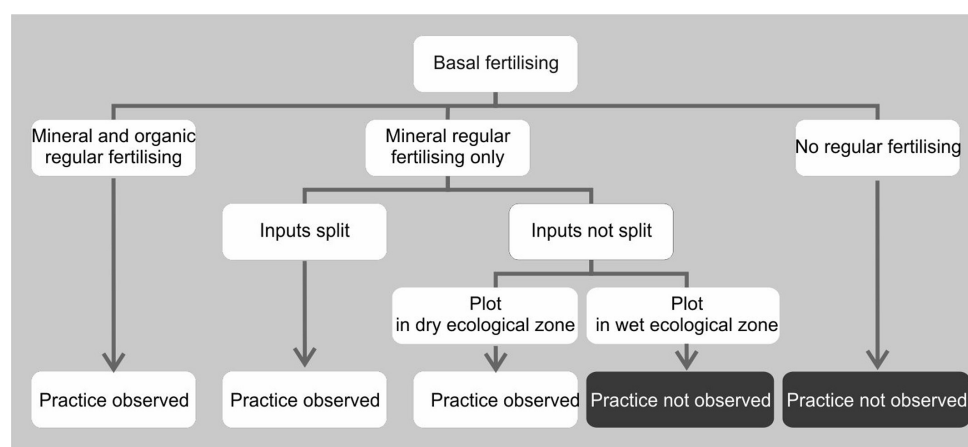 Basal fertilising
Mineral and organic
regular fertilising
Mineral regular
fertilising only
No regular fertilising
Inputs split
Inputs not split
Plot
in dry ecological zone
Plot
in wet ecological zone
Practice observed
Practice observed
Practice observed
Practice not observed
Practice not observed